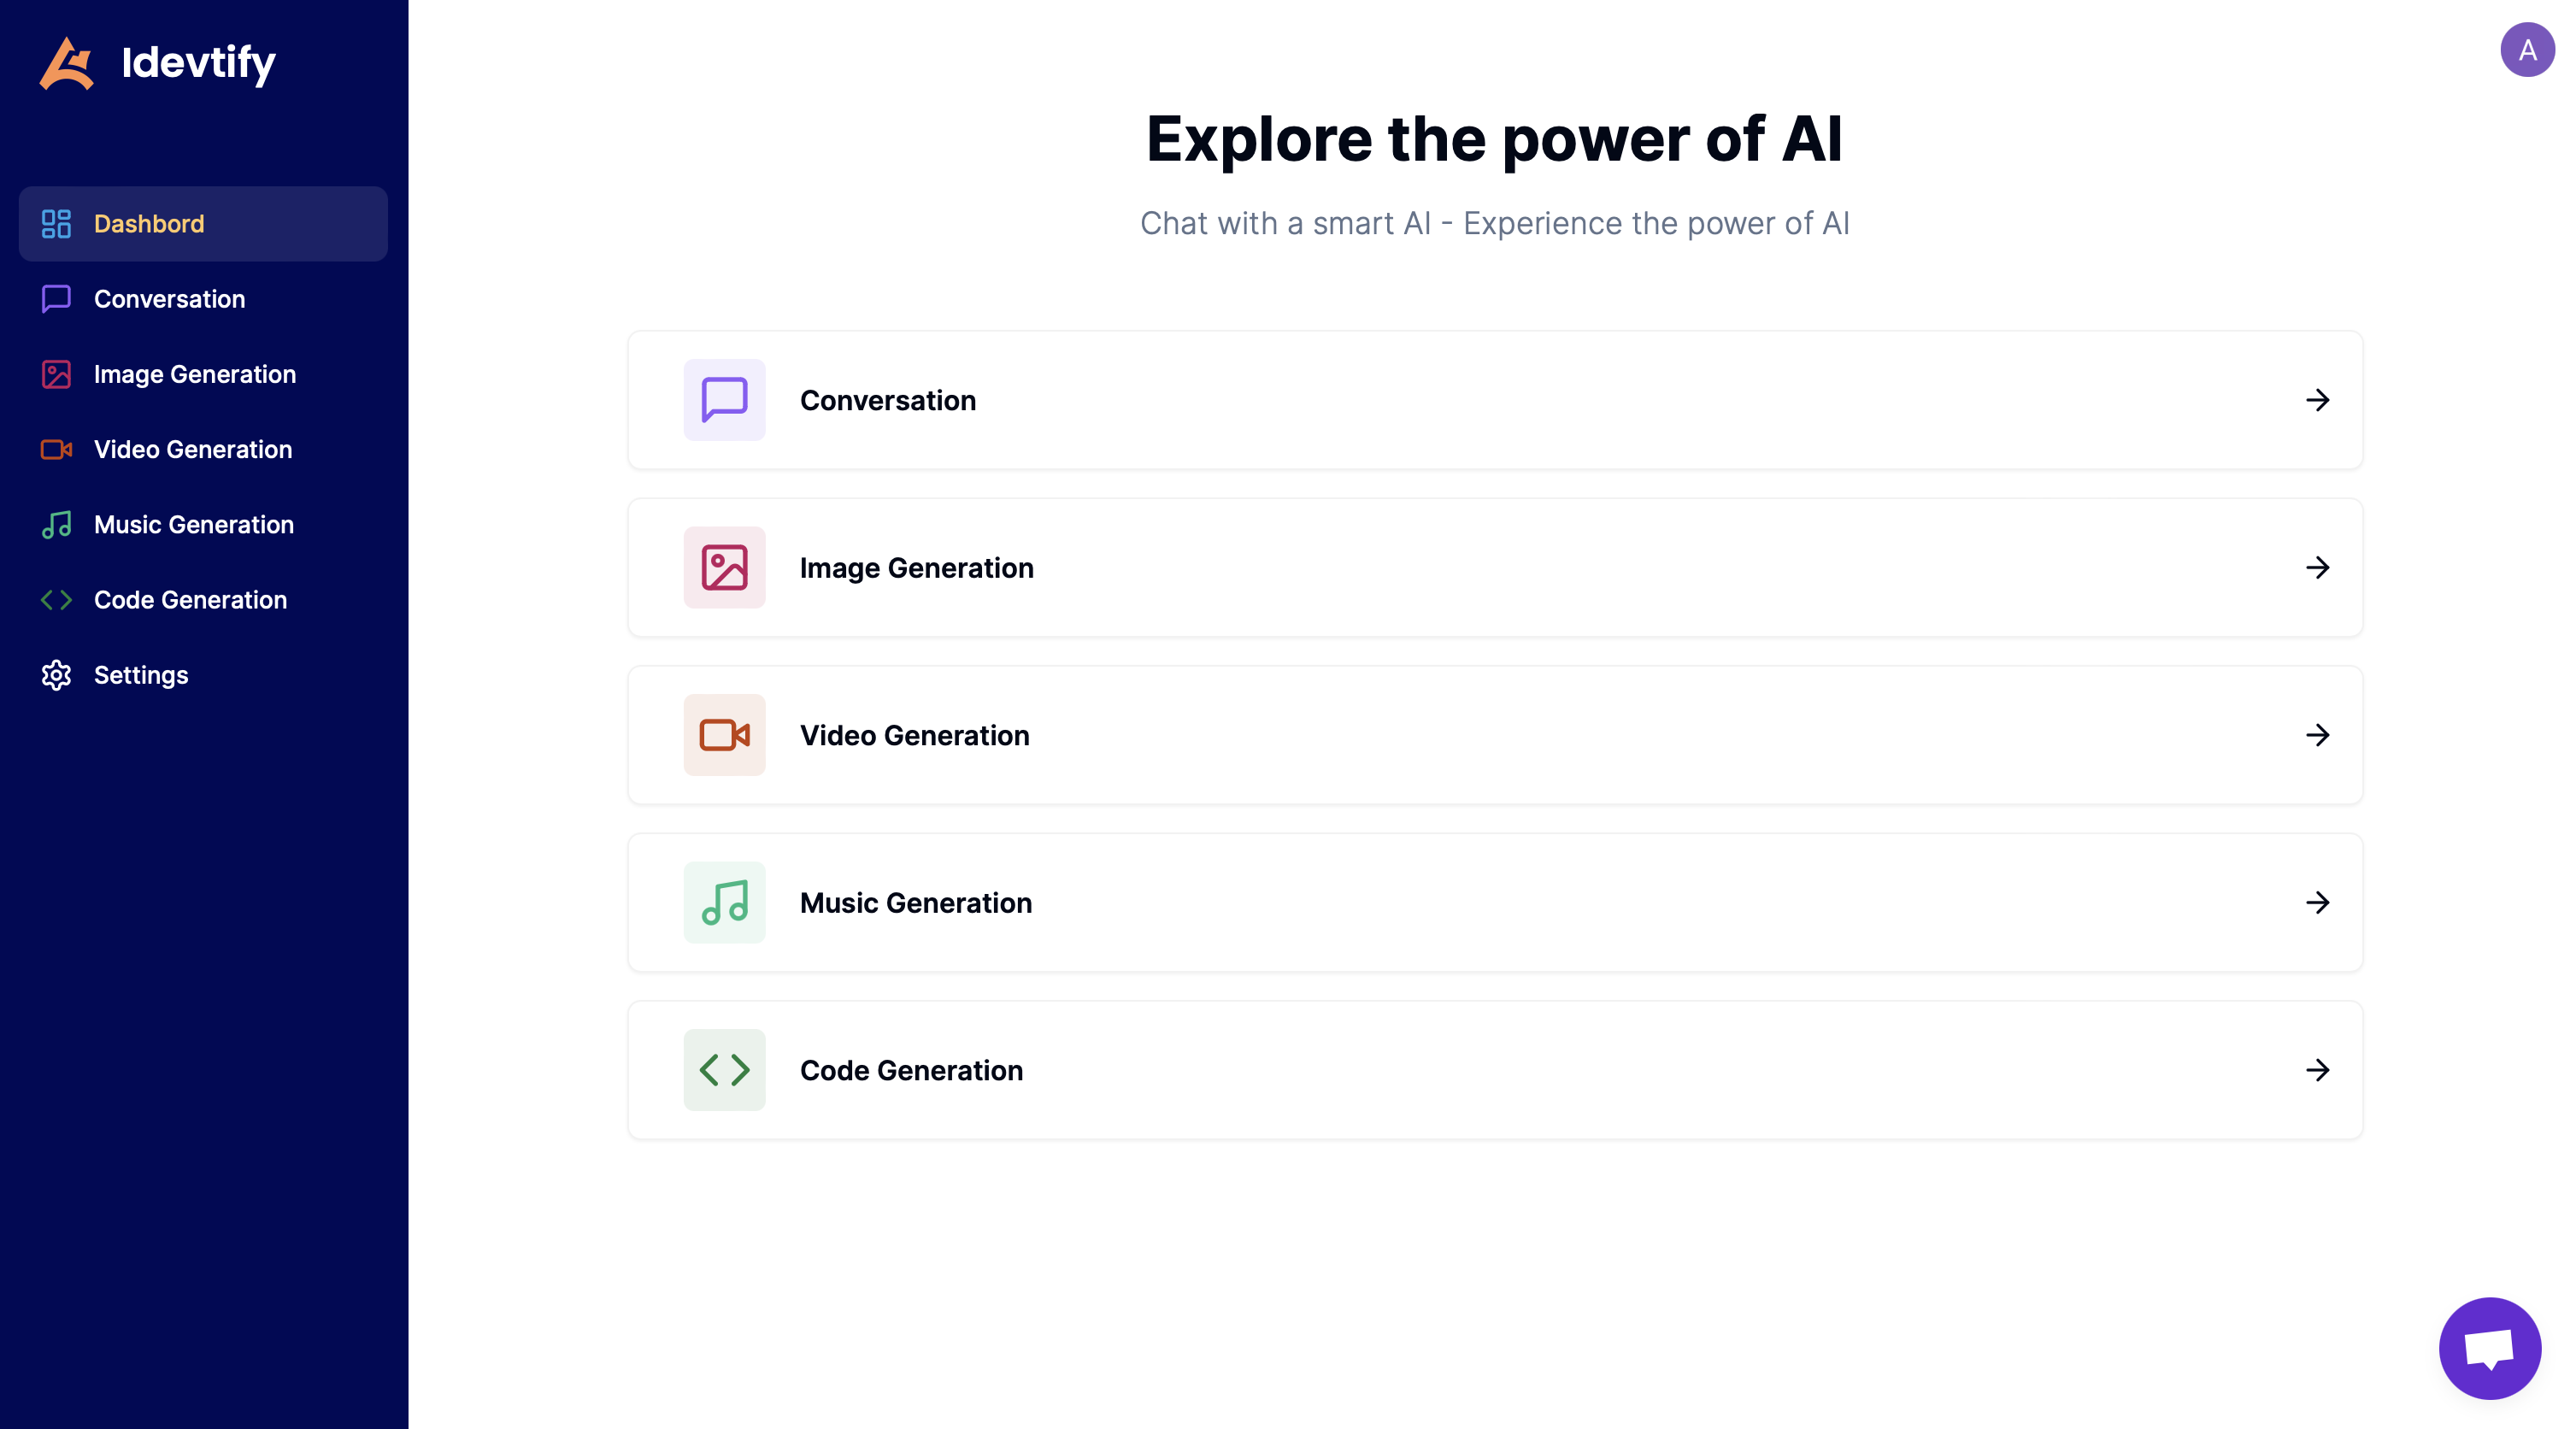 Idevtify
Dashbord
Conversation
Image Generation
Video Generation
Music Generation
Code Generation
Settings
A
Explore the power of AI
Chat with a smart AI - Experience the power of AI
Conversation
Image Generation
Video Generation
Music Generation
Code Generation